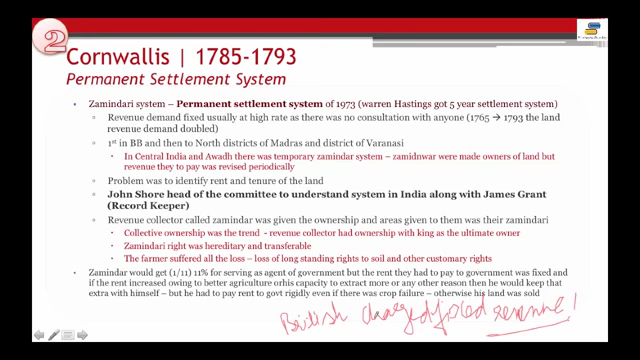 2
Cornwallis | 1785-1793
Permanent Settlement System
Zamindari system – Permanent settlement system of 1973 (warren Hastings got 5 year settlement system)
Revenue demand fixed usually at high rate as there was no consultation with anyone (1765 → 1793 the land
revenue demand doubled)
1st in BB and then to North districts of Madras and district of Varanasi
In Central India and Awadh there was temporary zamindar system – zamidnwar were made owners of land but
revenue they to pay was revised periodically
Problem was to identify rent and tenure of the land
John Shore head of the committee to understand system in India along with James Grant
(Record Keeper)
Revenue collector called zamindar was given the ownership and areas given to them was their zamindari
Collective ownership was the trend - revenue collector had ownership with king as the ultimate owner
Zamindari right was hereditary and transferable
The farmer suffered all the loss – loss of long standing rights to soil and other customary rights
Zamindar would get (1/11) 11% for serving as agent of government but the rent they had to pay to government was fixed and
if the rent increased owing to better agriculture orhis capacity to extract more or any other reason then he would keep that
extra with himself – but he had to pay rent to govt rigidly even if there was crop failure – otherwise his land was sold
British charged fixed revenue!